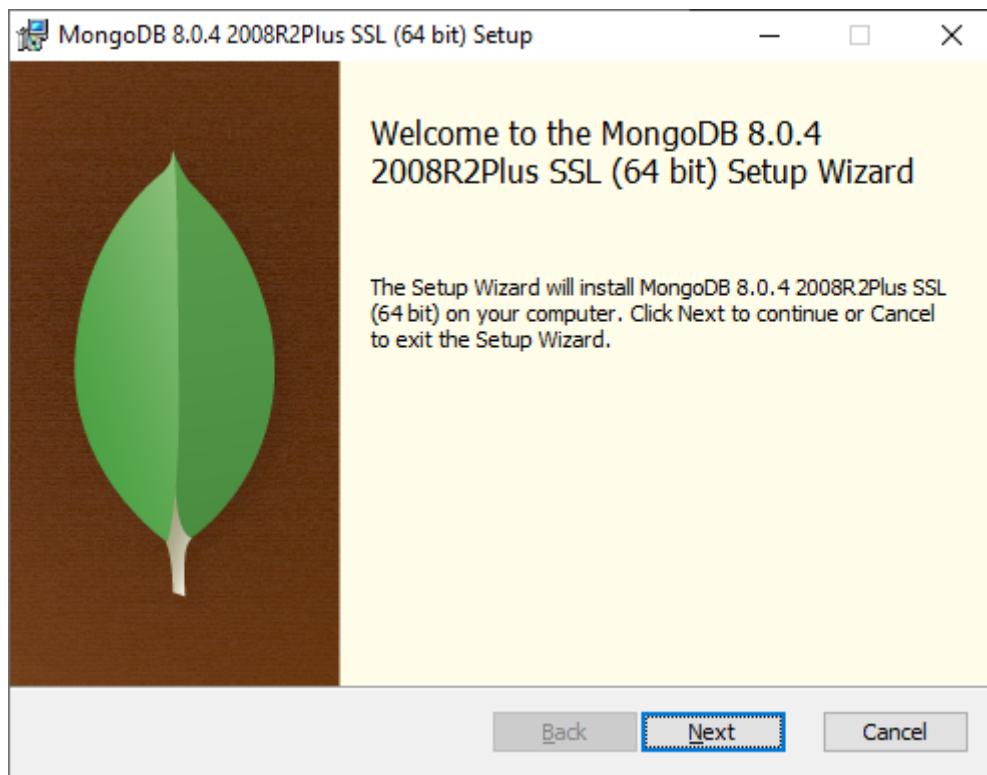 MongoDB 8.0.4 2008R2Plus SSL (64 bit) Setup
Welcome to the MongoDB 8.0.4
2008R2Plus SSL (64 bit) Setup Wizard
The Setup Wizard will install MongoDB 8.0.4 2008R2Plus SSL
(64 bit) on your computer. Click Next to continue or Cancel
to exit the Setup Wizard.
Back Next Cancel